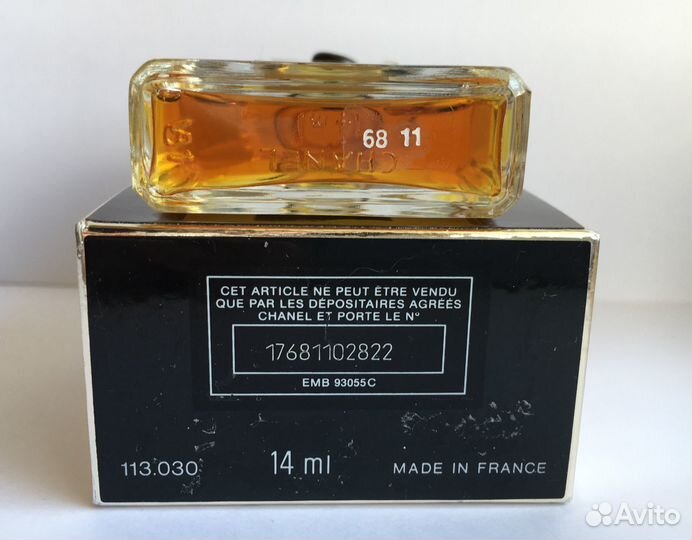 68 11
CHANEL
CET ARTICLE NE PEUT ÊTRE VENDU
QUE PAR LES DÉPOSITAIRES AGRÉÉS
CHANEL ET PORTE LE N°
17681102822
EMB 93055C
113.030
14 ml
MADE IN FRANCE
Avito